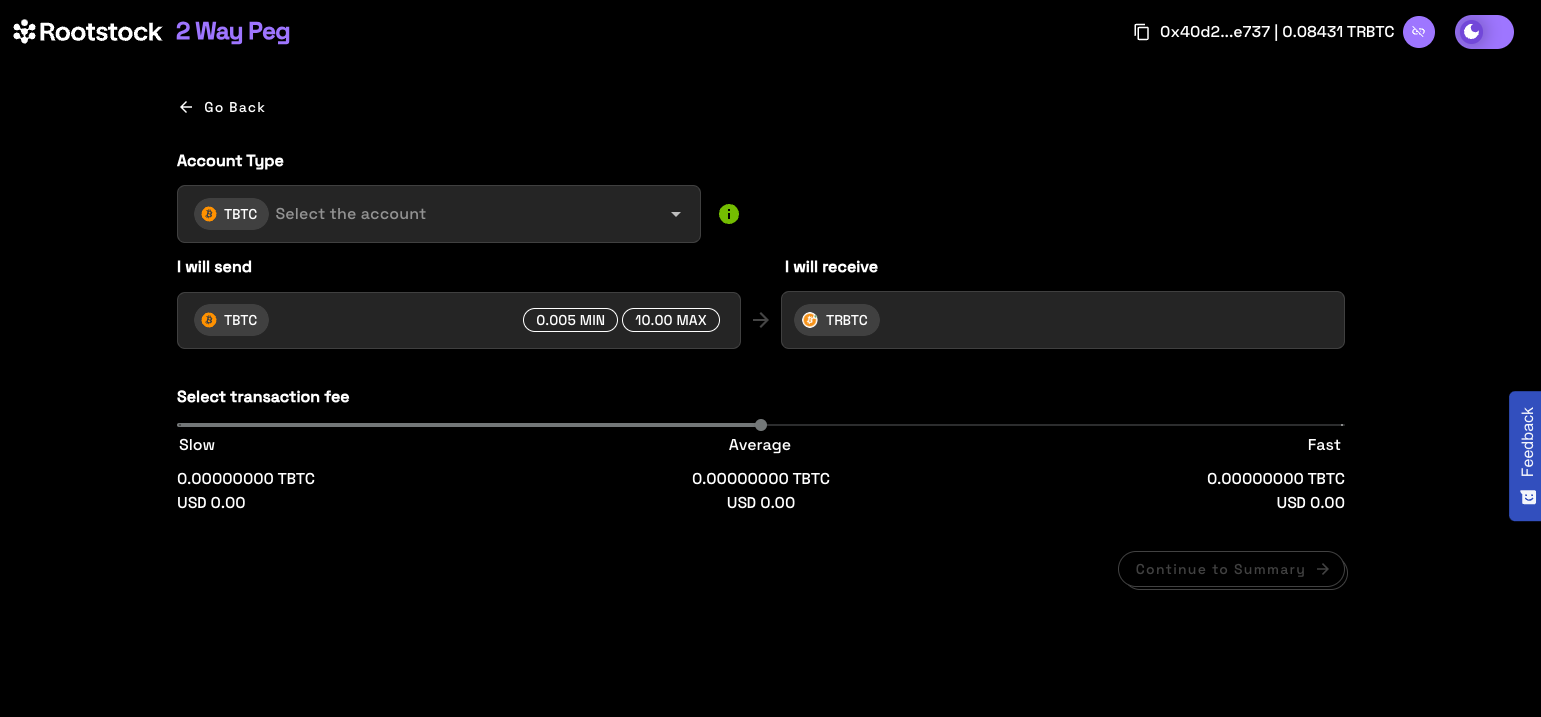 Rootstock 2 Way Peg
0x40d2...e737 | 0.08431 TRBTC
Go Back
Account Type
TBTC Select the account
I will send
I will receive
TBTC 0.005 MIN 10.00 MAX
TRBTC
Select transaction fee
Slow Average Fast
0.00000000 TBTC 0.00000000 TBTC 0.00000000 TBTC
USD 0.00 USD 0.00 USD 0.00
Continue to Summary
Feedback